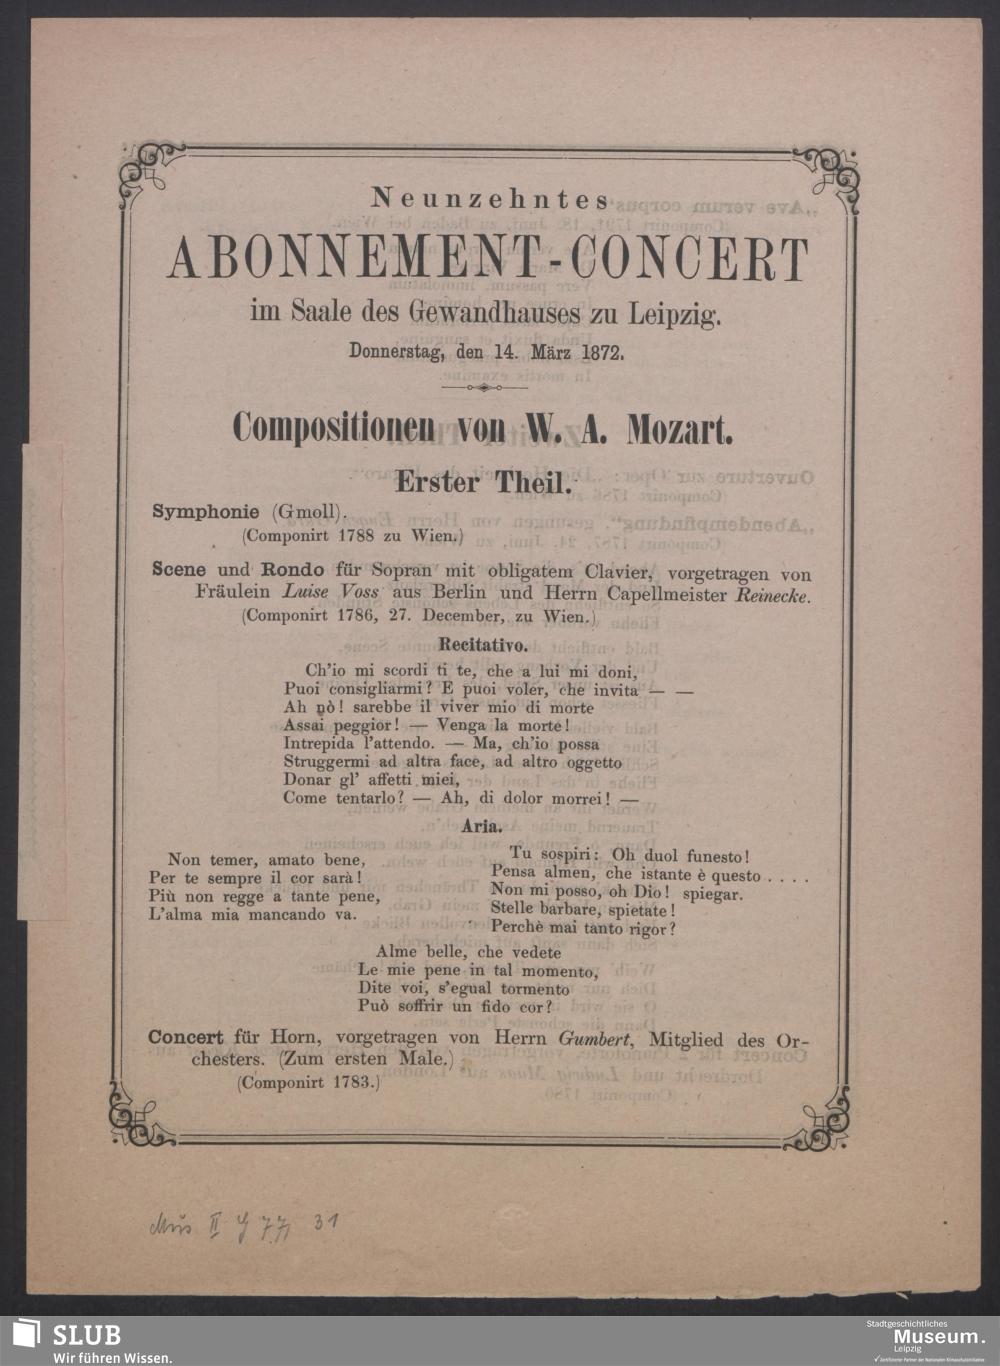 Neunzehntes
ABONNEMENT-CONCERT
im Saale des Gewandhauses zu Leipzig.
Donnerstag, den 14. März 1872.
Compositionen von W. A. Mozart.
Erster Theil.
Symphonie (G moll).
(Componirt 1788 zu Wien.)
Scene und Rondo für Sopran mit obligatem Clavier, vorgetragen von
Fräulein Luise Voss aus Berlin und Herrn Capellmeister Reinecke.
(Componirt 1786, 27. December, zu Wien.)
Recitativo.
Ch'io mi scordi ti te, che a lui mi doni,
Puoi consigliarmi? E puoi voler, che invita — —
Ah nò! sarebbe il viver mio di morte
Assai peggior! — Venga la morte!
Intrepida l'attendo. — Ma, ch'io possa
Struggermi ad altra face, ad altro oggetto
Donar gl' affetti miei,
Come tentarlo? — Ah, di dolor morrei! —
Aria.
Non temer, amato bene,
Per te sempre il cor sarà!
Più non regge a tante pene,
L'alma mia mancando va.
Tu sospiri: Oh duol funesto!
Pensa almen, che istante è questo . . . .
Non mi posso, oh Dio! spiegar.
Stelle barbare, spietate!
Perchè mai tanto rigor?
Alme belle, che vedete
Le mie pene in tal momento,
Dite voi, s'egual tormento
Può soffrir un fido cor?
Concert für Horn, vorgetragen von Herrn Gumbert, Mitglied des Or-
chesters. (Zum ersten Male.)
(Componirt 1783.)
Mus II 31
SLUB
Wir führen Wissen.
Stadtgeschichtliches
Museum.
Leipzig